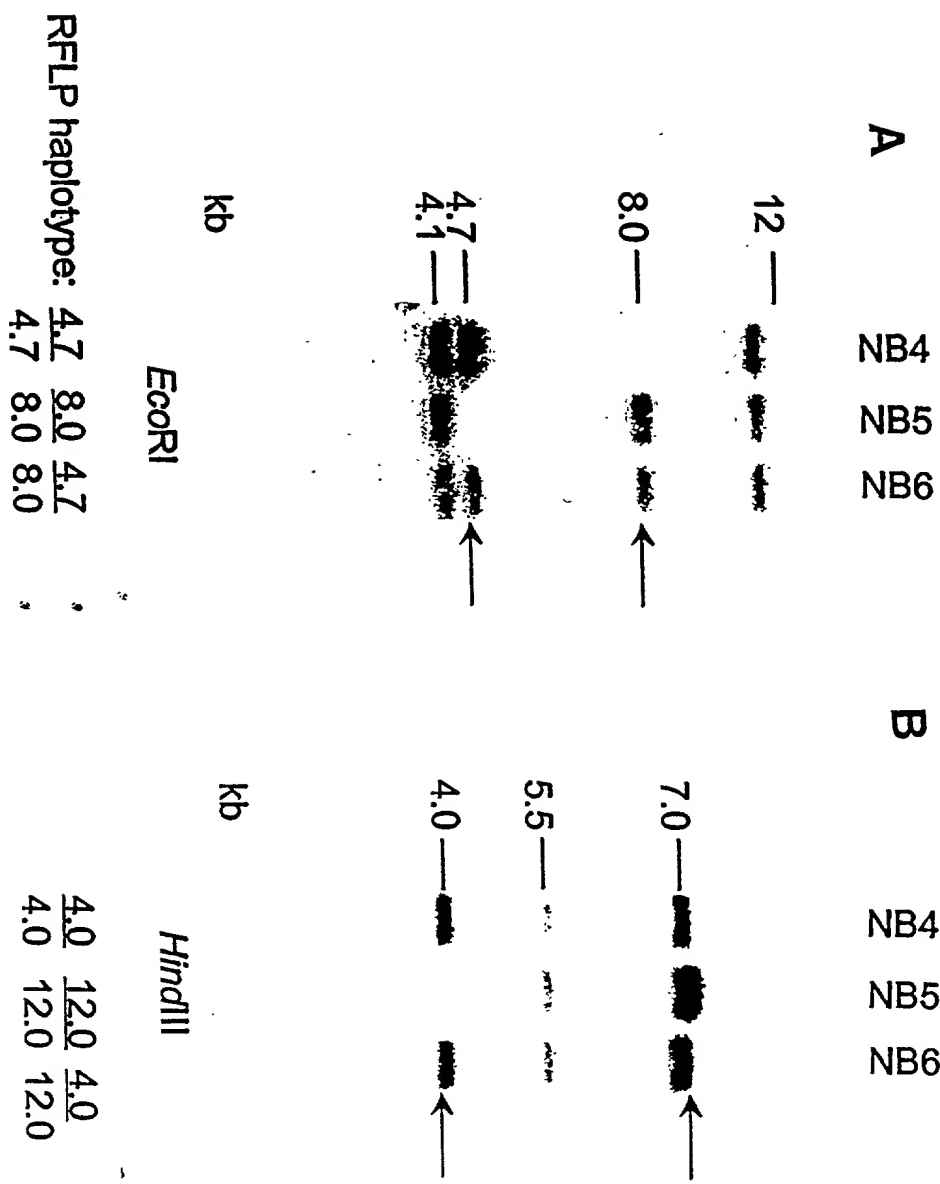 A
NB4 NB5 NB6
12
8.0
4.7
4.1
kb
EcoRI
RFLP haplotype: 4.7 8.0 4.7
4.7 8.0 8.0
B
NB4 NB5 NB6
7.0
5.5
4.0
kb
HindIII
4.0 12.0 4.0
4.0 12.0 12.0